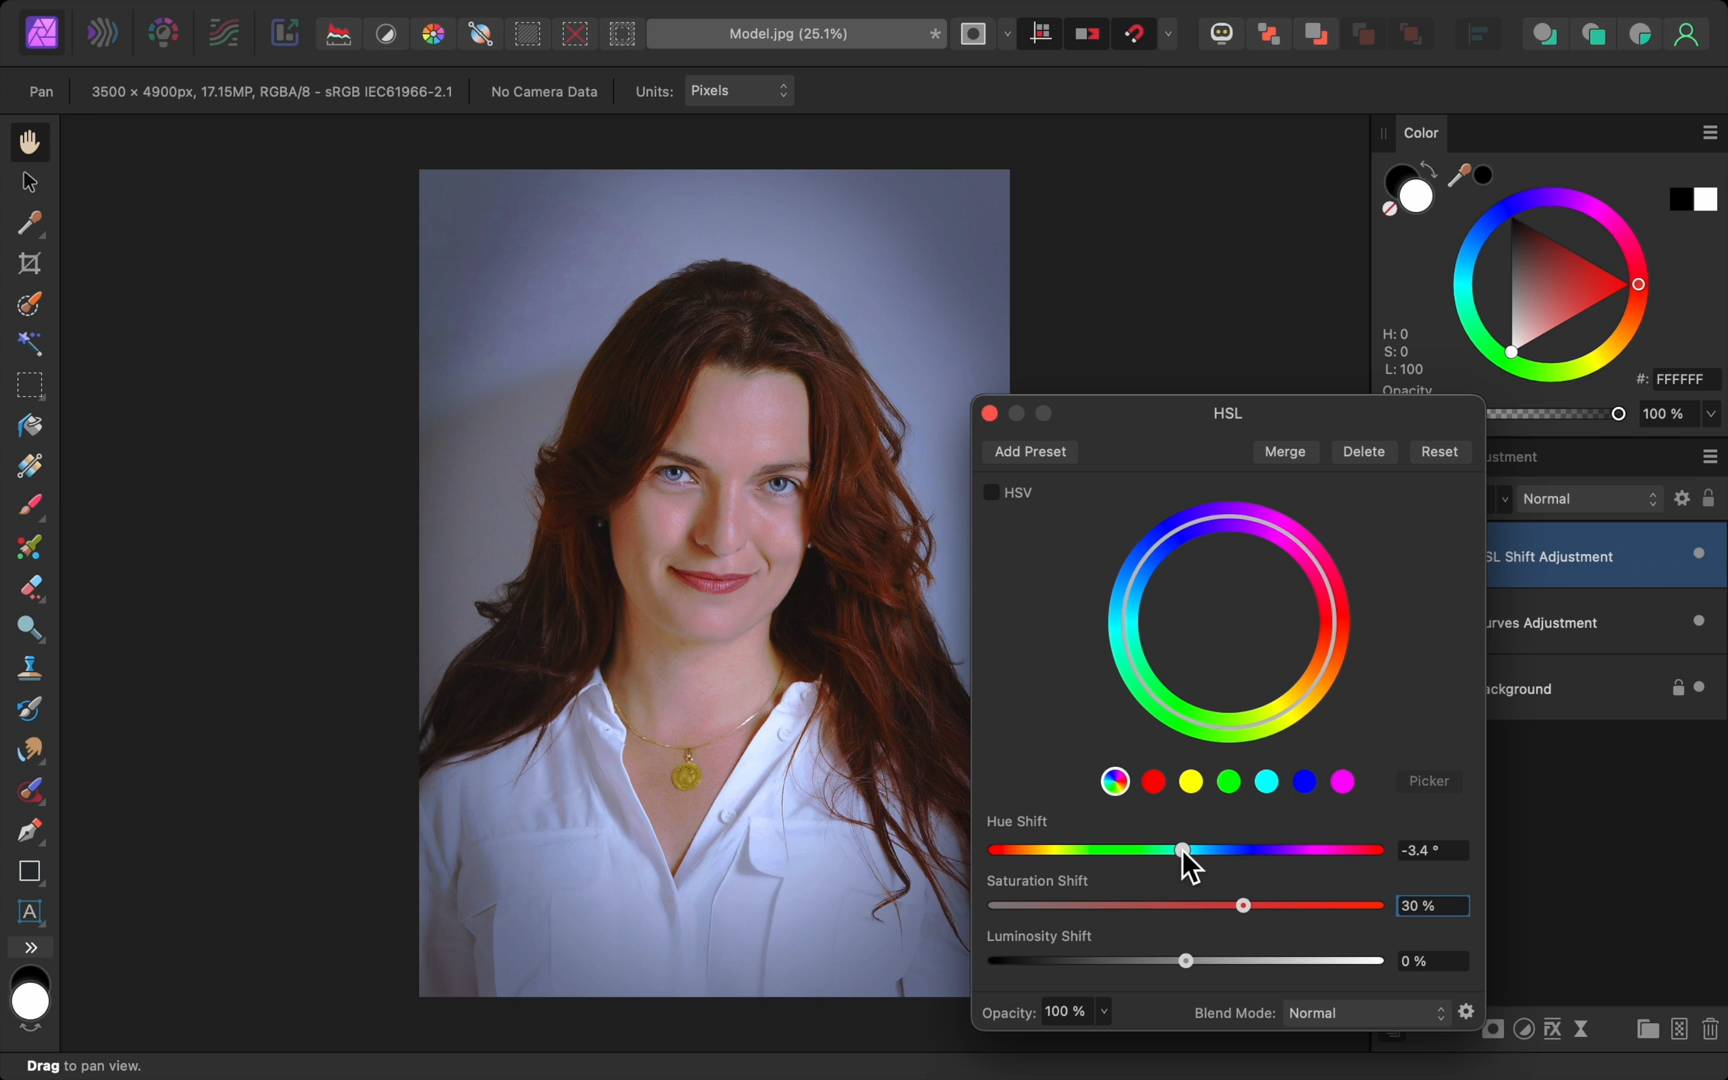 Model.jpg (25.1%)
*
Pan
3500 × 4900px, 17.15MP, RGBA/8 - sRGB IEC61966-2.1
No Camera Data
Units:
Pixels
Color
H: 0
S: 0
L: 100
#:
FFFFFF
Opacity
100 %
HSL
Add Preset
Merge
Delete
Reset
ustment
HSV
Normal
SL Shift Adjustment
urves Adjustment
ackground
Picker
Hue Shift
-3.4 °
Saturation Shift
30 %
Luminosity Shift
0 %
Opacity:
100 %
Blend Mode:
Normal
A
FX
Drag to pan view.